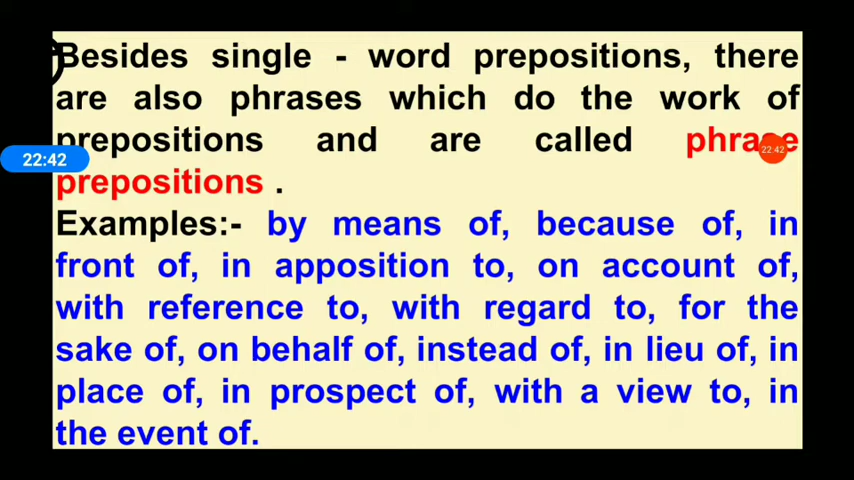 Besides single - word prepositions, there
are also phrases which do the work of
prepositions and are called phrase
prepositions .
Examples:- by means of, because of, in
front of, in apposition to, on account of,
with reference to, with regard to, for the
sake of, on behalf of, instead of, in lieu of, in
place of, in prospect of, with a view to, in
the event of.
22:42
22:42